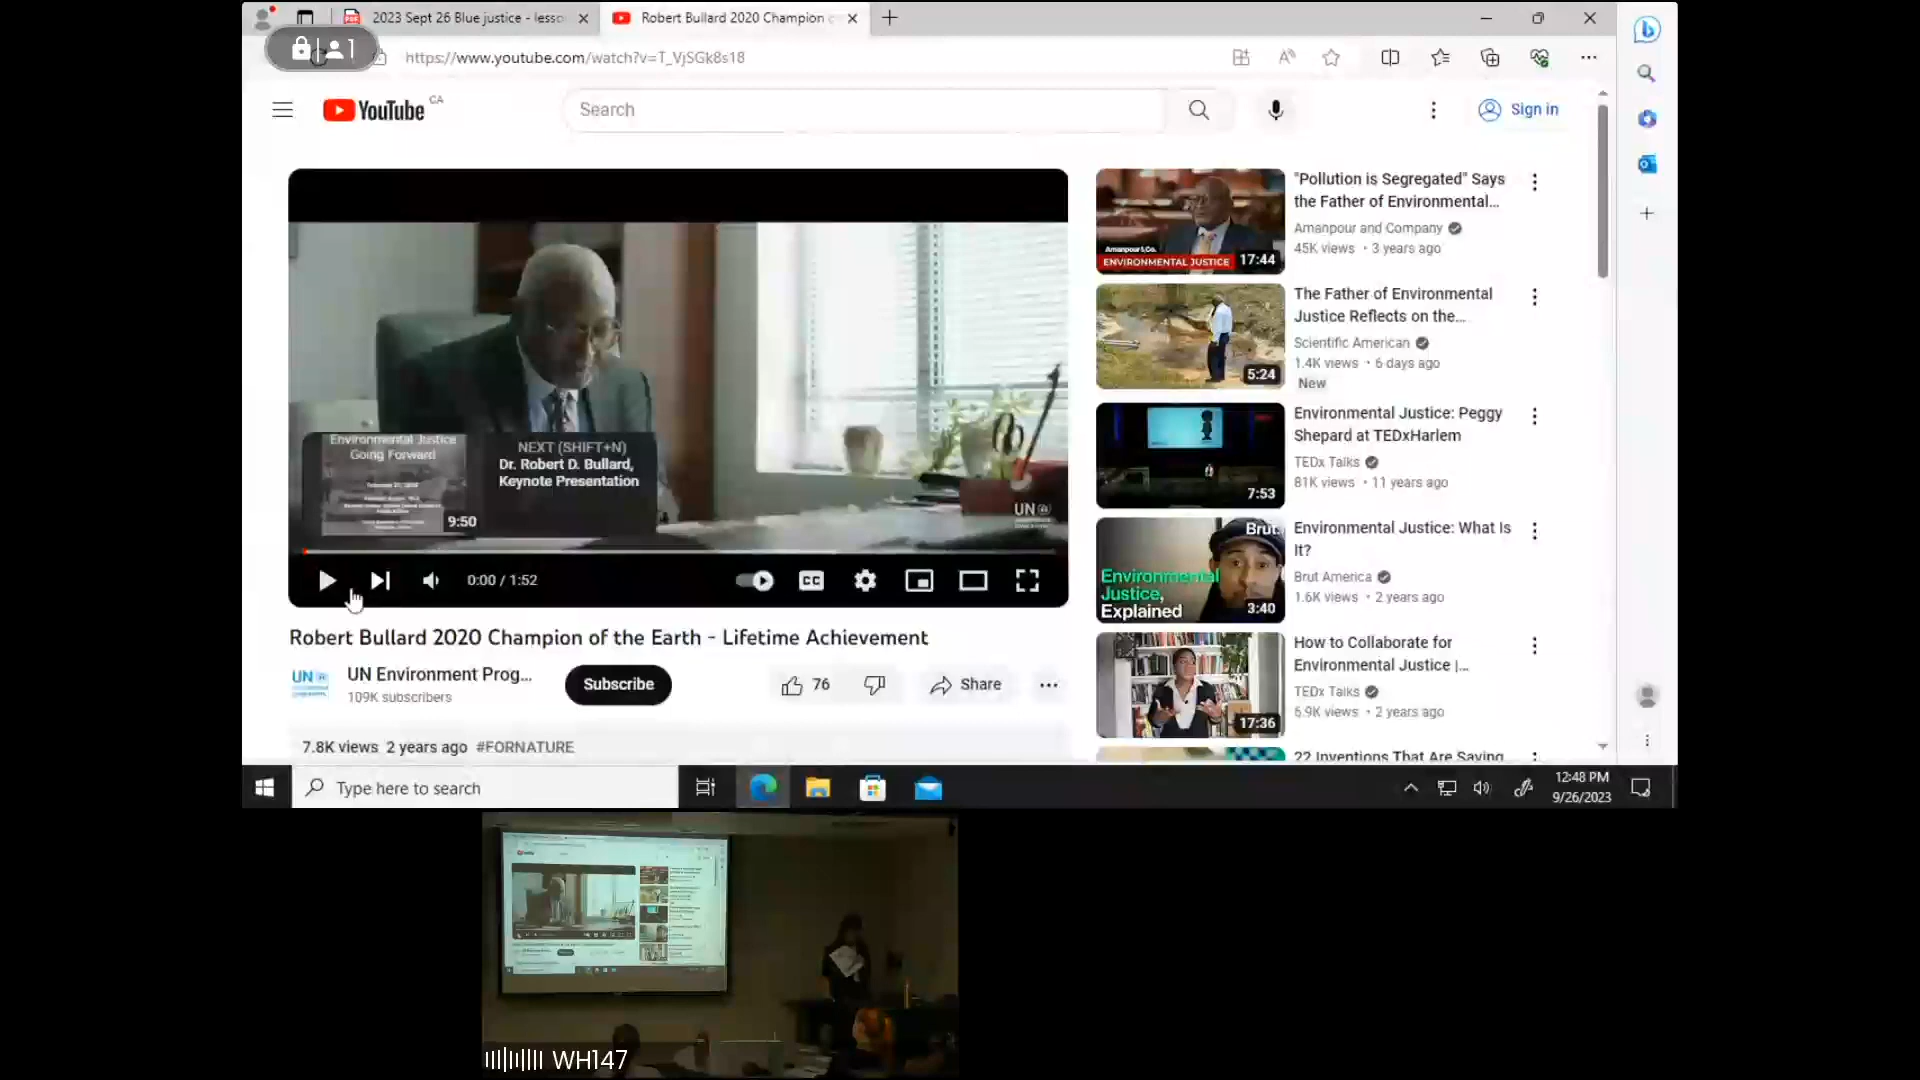 2023 Sept 26 Blue justice - lesso
Robert Bullard 2020 Champion o
1
https://www.youtube.com/watch?v=T_VjSGk8s18
YouTube CA
Search
Sign in
Environmental Justice
Going Forward
9:50
NEXT (SHIFT+N)
Dr. Robert D. Bullard,
Keynote Presentation
UN
0:00 / 1:52
CC
Robert Bullard 2020 Champion of the Earth - Lifetime Achievement
UN
UN Environment Prog...
109K subscribers
Subscribe
76
Share
7.8K views 2 years ago #FORNATURE
Amanpour&Co.
ENVIRONMENTAL JUSTICE
17:44
"Pollution is Segregated" Says
the Father of Environmental...
Amanpour and Company
45K views • 3 years ago
5:24
The Father of Environmental
Justice Reflects on the...
Scientific American
1.4K views • 6 days ago
New
7:53
Environmental Justice: Peggy
Shepard at TEDxHarlem
TEDx Talks
81K views • 11 years ago
Brut.
Environmental
Justice,
Explained
3:40
Environmental Justice: What Is
It?
Brut America
1.6K views • 2 years ago
17:36
How to Collaborate for
Environmental Justice |...
TEDx Talks
6.9K views • 2 years ago
22 Inventions That Are Saving
Type here to search
12:48 PM
9/26/2023
WH147